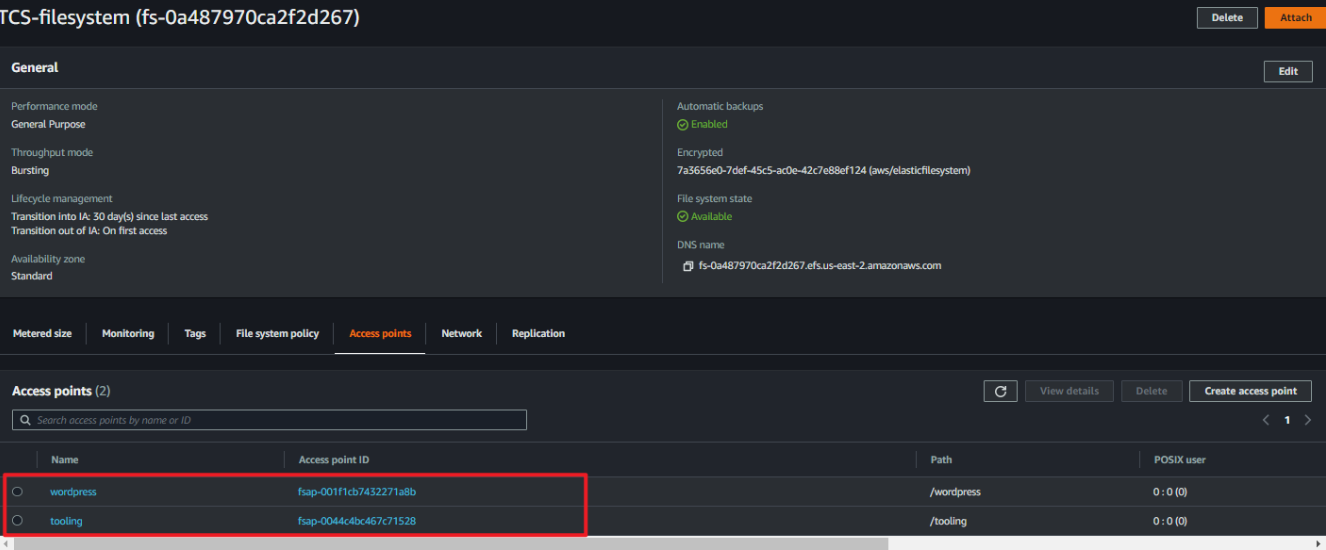 TCS-filesystem (fs-0a487970ca2f2d267)
Delete
Attach
General
Edit
Performance mode
General Purpose
Throughput mode
Bursting
Lifecycle management
Transition into IA: 30 day(s) since last access
Transition out of IA: On first access
Availability zone
Standard
Automatic backups
Enabled
Encrypted
7a3656e0-7def-45c5-ac0e-42c7e88ef124 (aws/elasticfilesystem)
File system state
Available
DNS name
fs-0a487970ca2f2d267.efs.us-east-2.amazonaws.com
Metered size Monitoring Tags File system policy Access points Network Replication
Access points (2)
View details Delete Create access point
Search access points by name or ID
1
Name Access point ID Path POSIX user
wordpress fsap-001f1cb7432271a8b /wordpress 0 : 0 (0)
tooling fsap-0044c4bc467c71528 /tooling 0 : 0 (0)